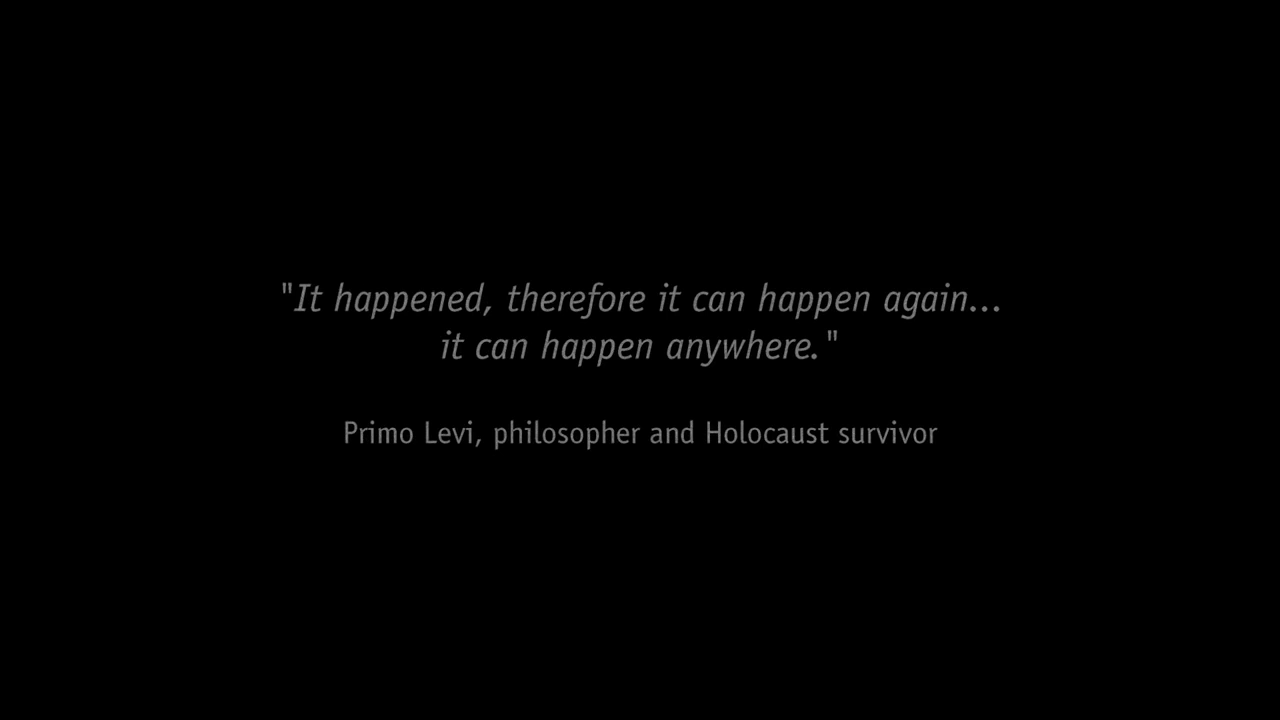 "It happened, therefore it can happen again...
it can happen anywhere."
Primo Levi, philosopher and Holocaust survivor